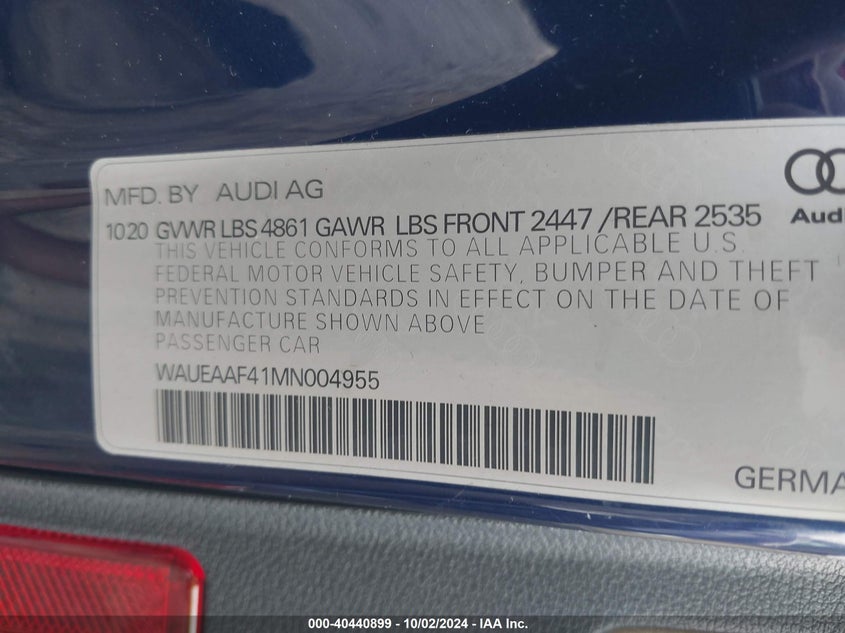 MFD. BY AUDI AG
1020 GVWR LBS 4861 GAWR LBS FRONT 2447 /REAR 2535
THIS VEHICLE CONFORMS TO ALL APPLICABLE U.S.
FEDERAL MOTOR VEHICLE SAFETY, BUMPER AND THEFT
PREVENTION STANDARDS IN EFFECT ON THE DATE OF
MANUFACTURE SHOWN ABOVE
PASSENGER CAR
WAUEAAF41MN004955
Aud
GERMA
000-40440899 - 10/02/2024 - IAA Inc.